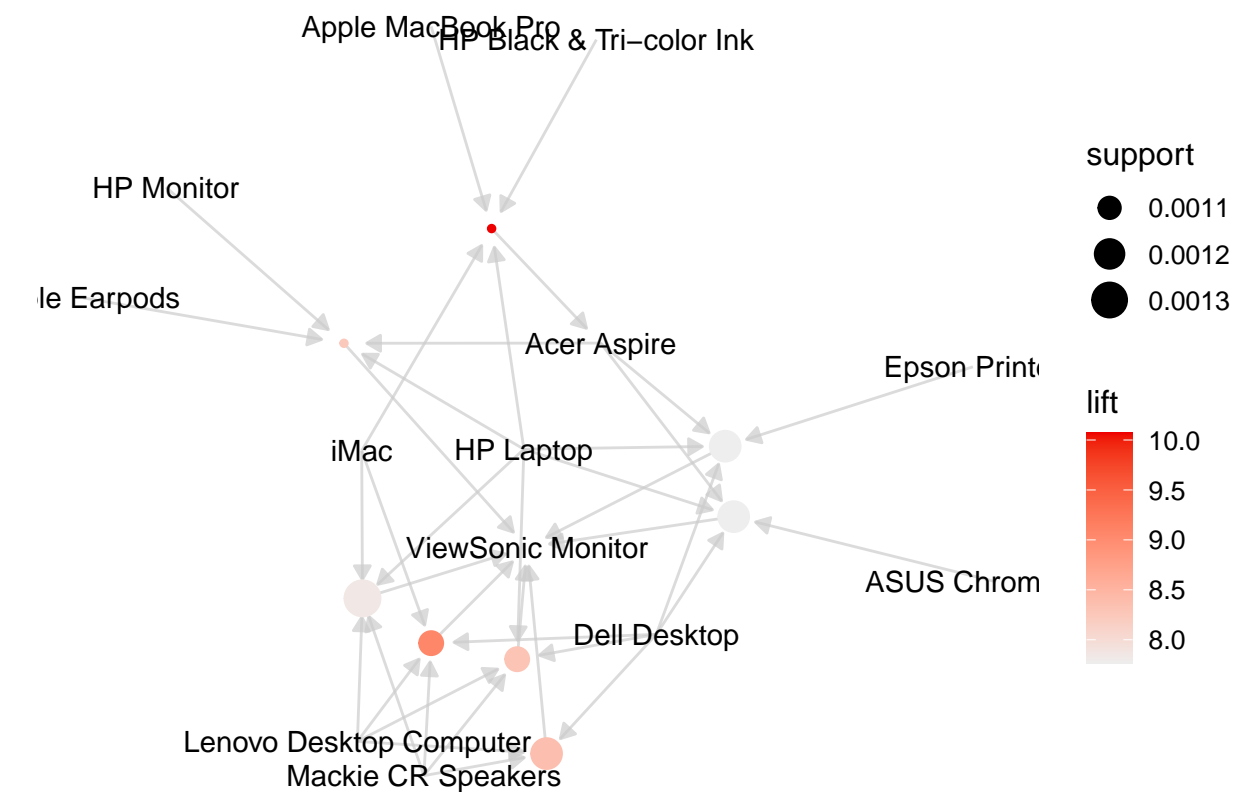 Apple MacBook Pro
HP Black & Tri−color Ink
support
HP Monitor
0.0011
0.0012
le Earpods
0.0013
Acer Aspire
Epson Printe
lift
10.0
iMac
HP Laptop
9.5
ViewSonic Monitor
9.0
ASUS Chrom
8.5
Dell Desktop
8.0
Lenovo Desktop Computer
Mackie CR Speakers